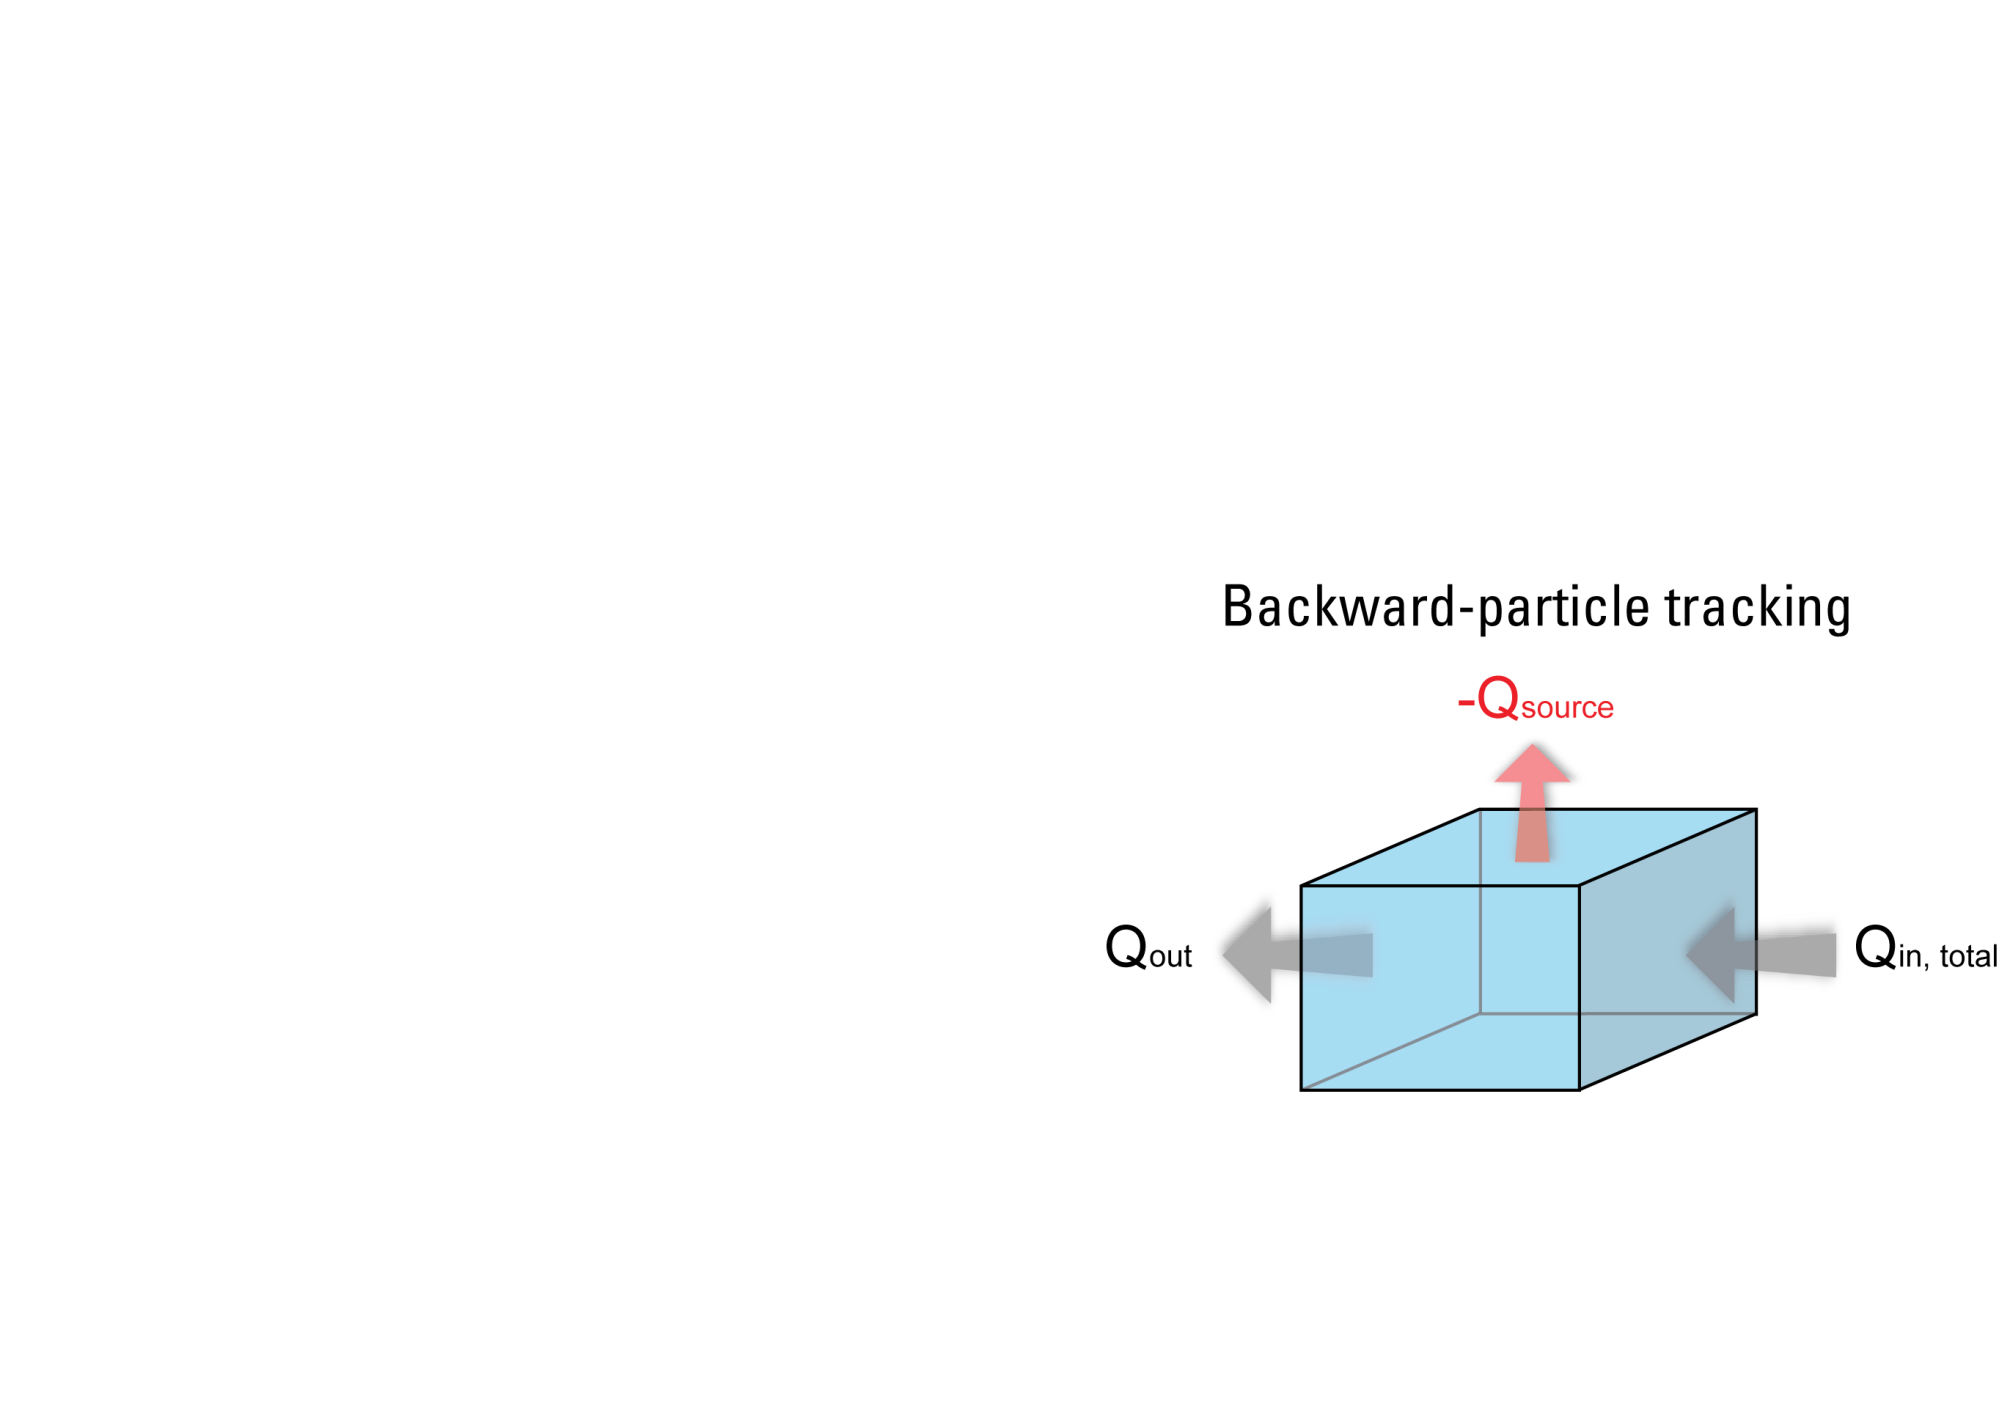 Backward-particle tracking
-Qsource
Qout
Qin, total